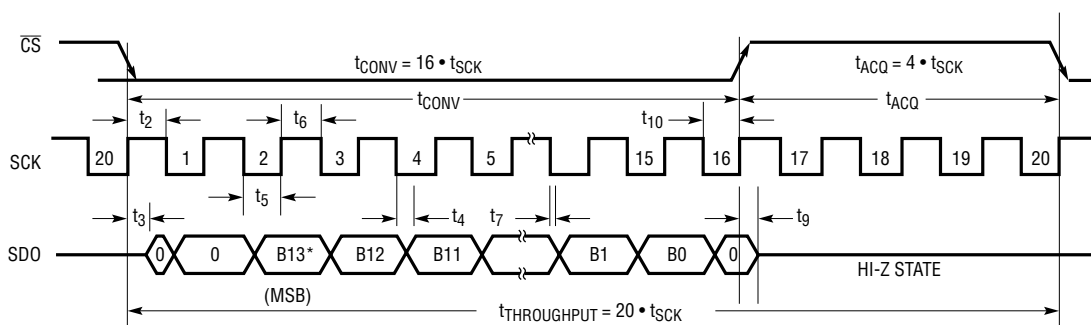 CS
tCONV = 16 • tSCK
tACQ = 4 • tSCK
tCONV
tACQ
t2
t6
t10
SCK
20
1
2
3
4
5
15
16
17
18
19
20
t5
t3
t4
t7
t9
SDO
0
0
B13*
B12
B11
B1
B0
0
HI-Z STATE
(MSB)
tTHROUGHPUT = 20 • tSCK